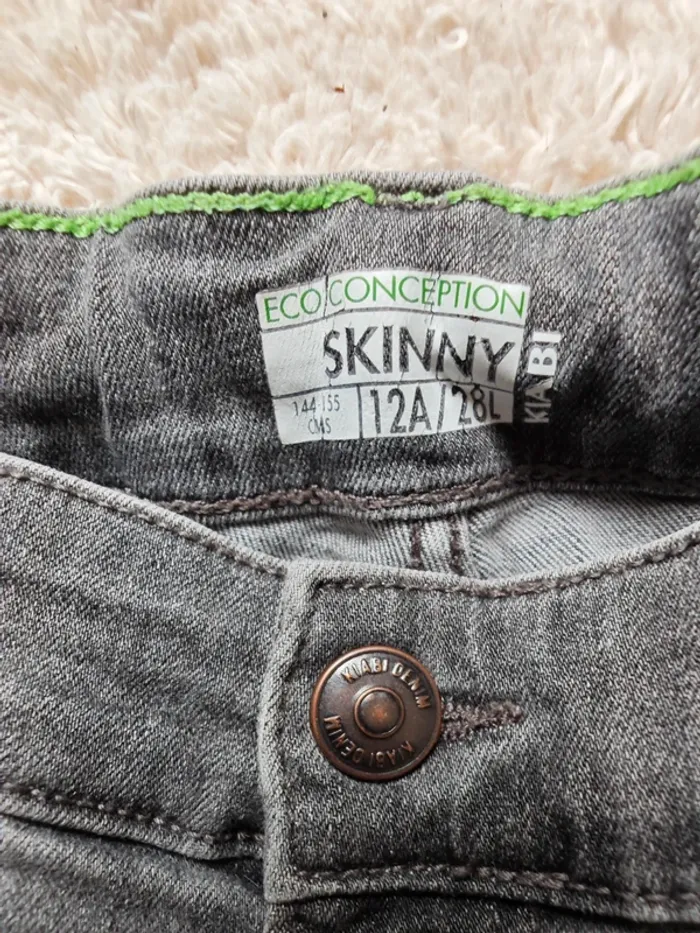 ECO CONCEPTION
SKINNY
KIABI
144-155
CMS
12A/28L
KIABI DENIM
KIABI DENIM